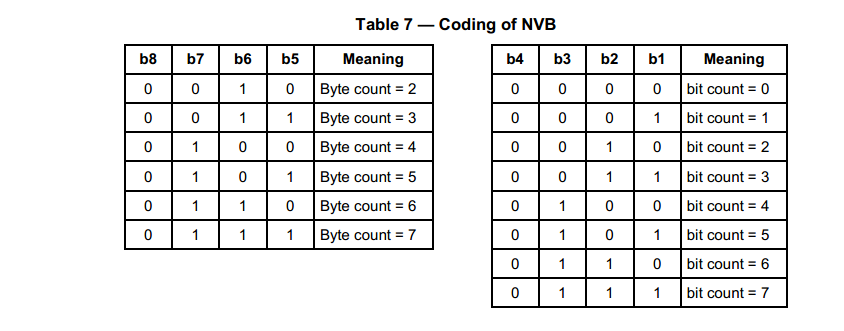 Table 7 — Coding of NVB
b8 b7 b6 b5 Meaning
0 0 1 0 Byte count = 2
0 0 1 1 Byte count = 3
0 1 0 0 Byte count = 4
0 1 0 1 Byte count = 5
0 1 1 0 Byte count = 6
0 1 1 1 Byte count = 7
b4 b3 b2 b1 Meaning
0 0 0 0 bit count = 0
0 0 0 1 bit count = 1
0 0 1 0 bit count = 2
0 0 1 1 bit count = 3
0 1 0 0 bit count = 4
0 1 0 1 bit count = 5
0 1 1 0 bit count = 6
0 1 1 1 bit count = 7